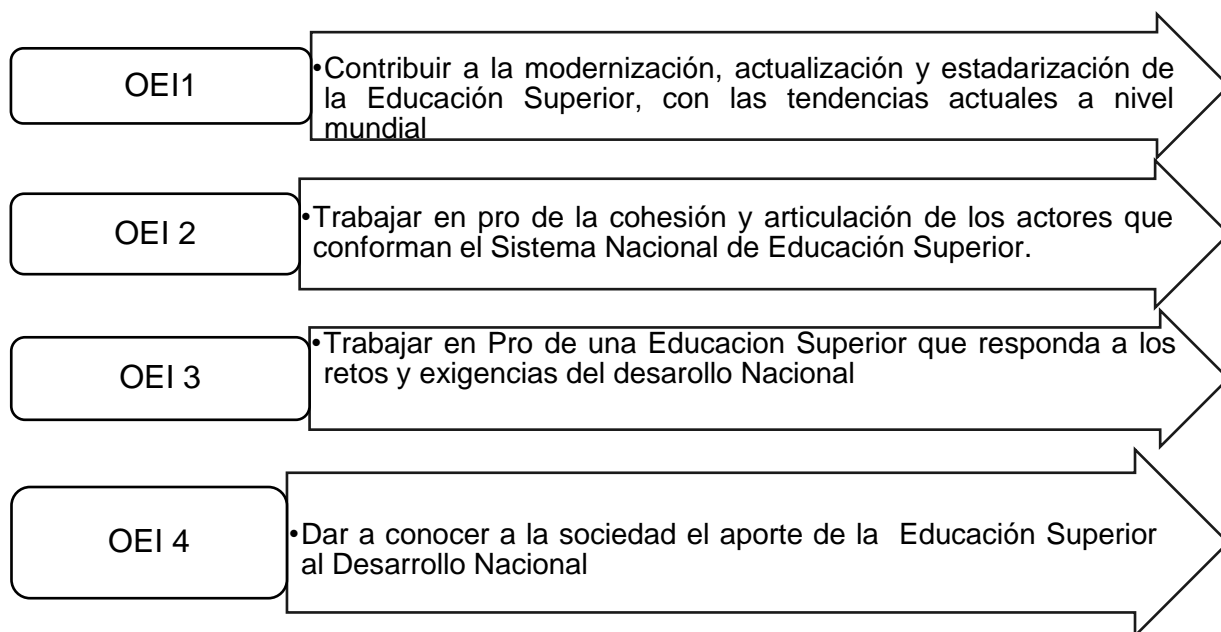 OEI1
•Contribuir a la modernización, actualización y estadarización de
la Educación Superior, con las tendencias actuales a nivel
mundial
OEI 2
•Trabajar en pro de la cohesión y articulación de los actores que
conforman el Sistema Nacional de Educación Superior.
OEI 3
•Trabajar en Pro de una Educacion Superior que responda a los
retos y exigencias del desarollo Nacional
OEI 4
•Dar a conocer a la sociedad el aporte de la Educación Superior
al Desarrollo Nacional